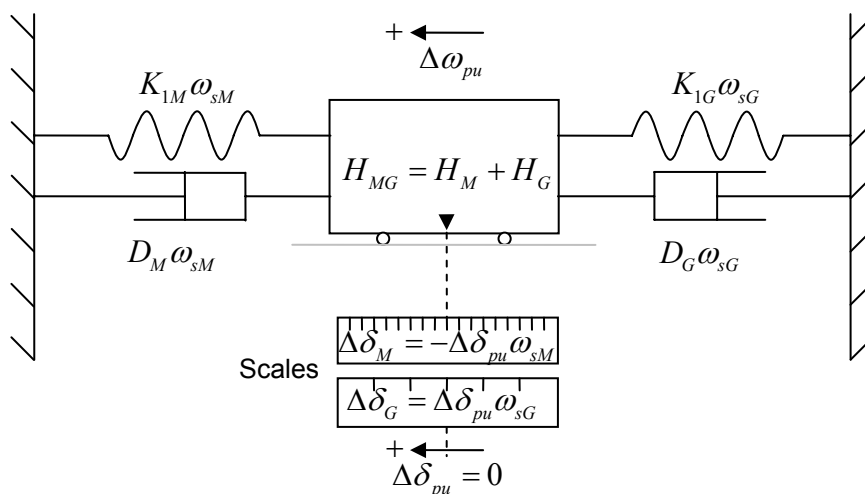 +
Δω_pu
K_1M ω_sM
K_1G ω_sG
H_MG = H_M + H_G
D_M ω_sM
D_G ω_sG
Scales
Δδ_M = −Δδ_pu ω_sM
Δδ_G = Δδ_pu ω_sG
+
Δδ_pu = 0